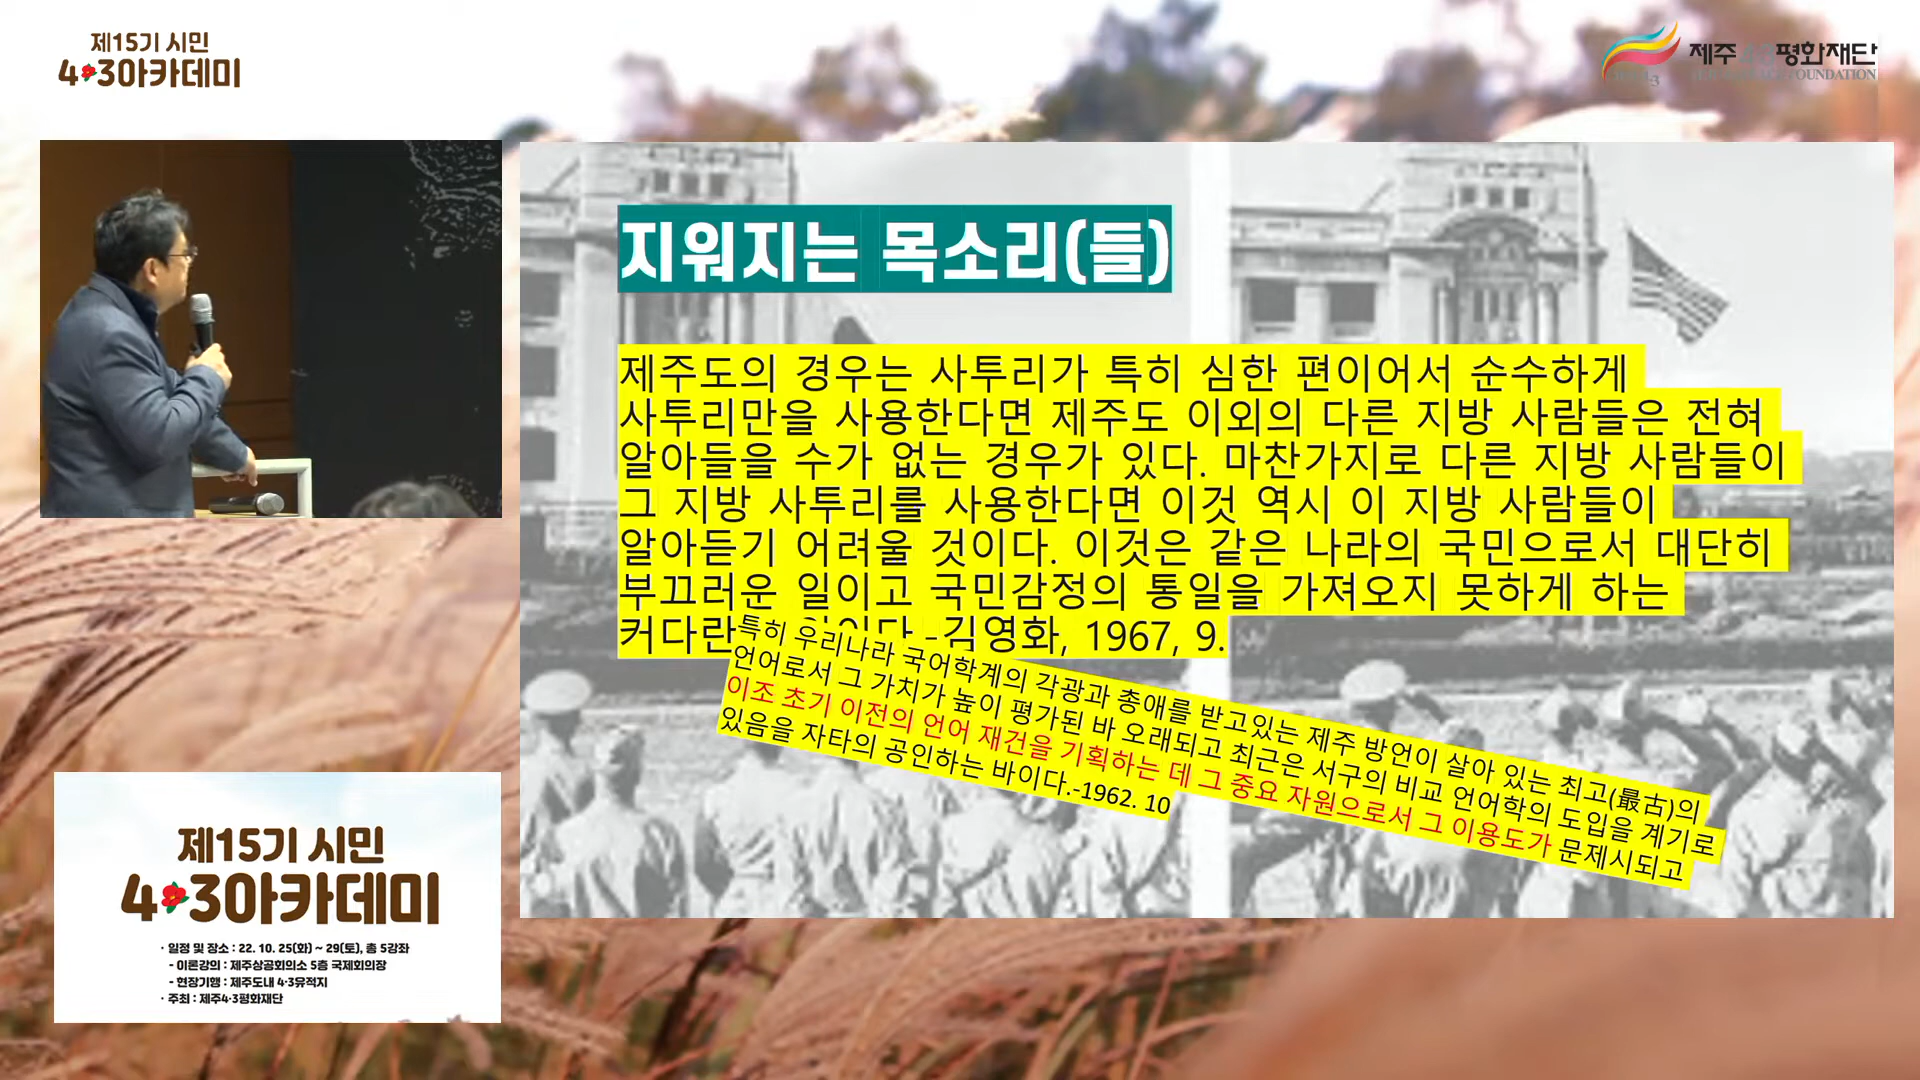 제15기 시민
4·3아카데미
제주4·3평화재단
FOUNDATION
지워지는 목소리(들)
제주도의 경우는 사투리가 특히 심한 편이어서 순수하게
사투리만을 사용한다면 제주도 이외의 다른 지방 사람들은 전혀
알아들을 수가 없는 경우가 있다. 마찬가지로 다른 지방 사람들이
그 지방 사투리를 사용한다면 이것 역시 이 지방 사람들이
알아듣기 어려울 것이다. 이것은 같은 나라의 국민으로서 대단히
부끄러운 일이고 국민감정의 통일을 가져오지 못하게 하는
커다란 -김영화, 1967, 9.
특히 우리나라 국어학계의 각광과 총애를 받고있는 제주 방언이 살아 있는 최고(最古)의
언어로서 그 가치가 높이 평가된 바 오래되고 최근은 서구의 비교 언어학의 도입을 계기로
이조 초기 이전의 언어 재건을 기획하는 데 그 중요 자원으로서 그 이용도가 문제시되고
있음을 자타의 공인하는 바이다.-1962. 10
제15기 시민
4·3아카데미
· 일정 및 장소 : 22. 10. 25(화) ~ 29(토), 총 5강좌
- 이론강의 : 제주상공회의소 5층 국제회의장
- 현장기행 : 제주도내 4·3유적지
· 주최 : 제주4·3평화재단